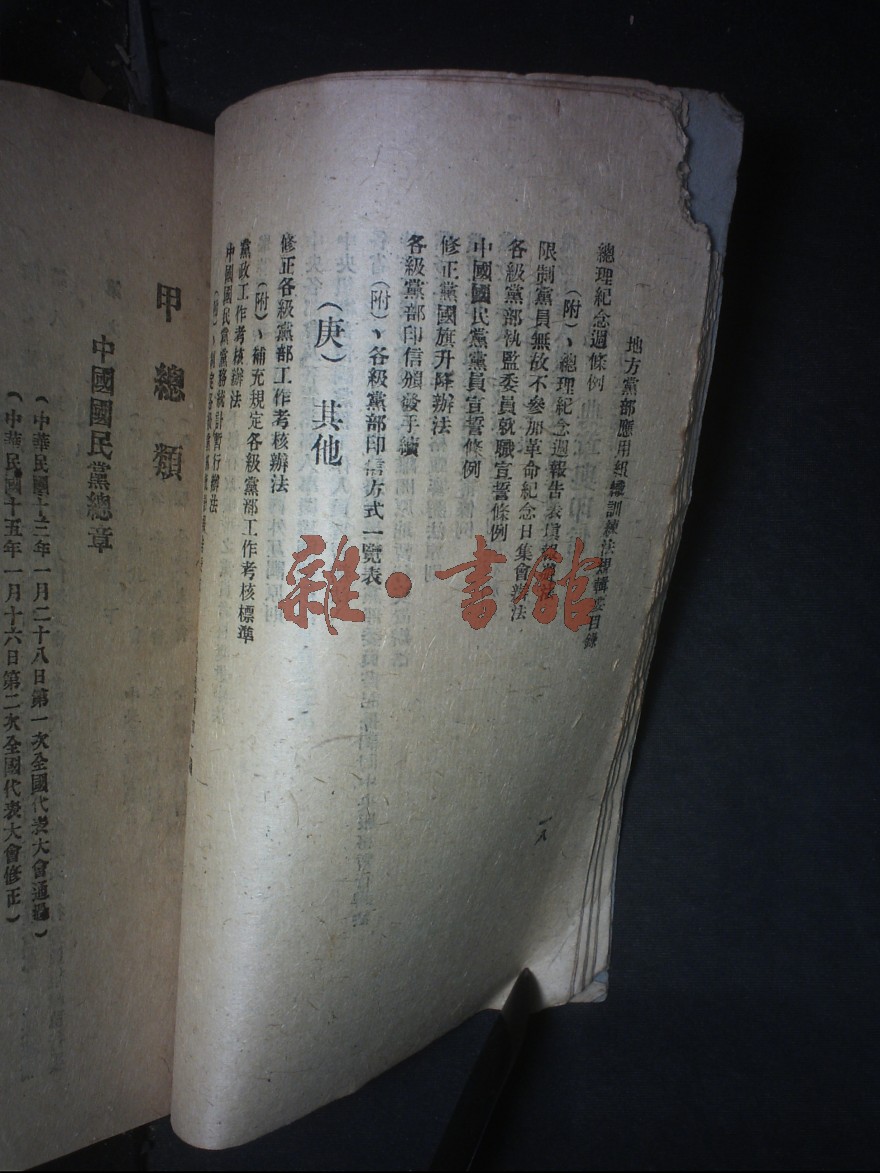 地方黨部應用組織訓練法規輯要目錄
總理紀念週條例
(附)、總理紀念週報告表填報
限制黨員無故不參加革命紀念日集會辦法
各級黨部執監委員就職宣誓條例
中國國民黨黨員宣誓條例
修正黨國旗升降辦法
各級黨部印信頒發手續
(附)、各級黨部印信方式一覽表
(庚) 其他
修正各級黨部工作考核辦法
(附)、補充規定各級黨部工作考核標準
黨政工作考核辦法
中國國民黨黨務統計暫行辦法
一八
甲 總類
中國國民黨總章
(中華民國十三年一月二十八日第一次全國代表大會通過)
(中華民國十五年一月十六日第二次全國代表大會修正)
雜·書館